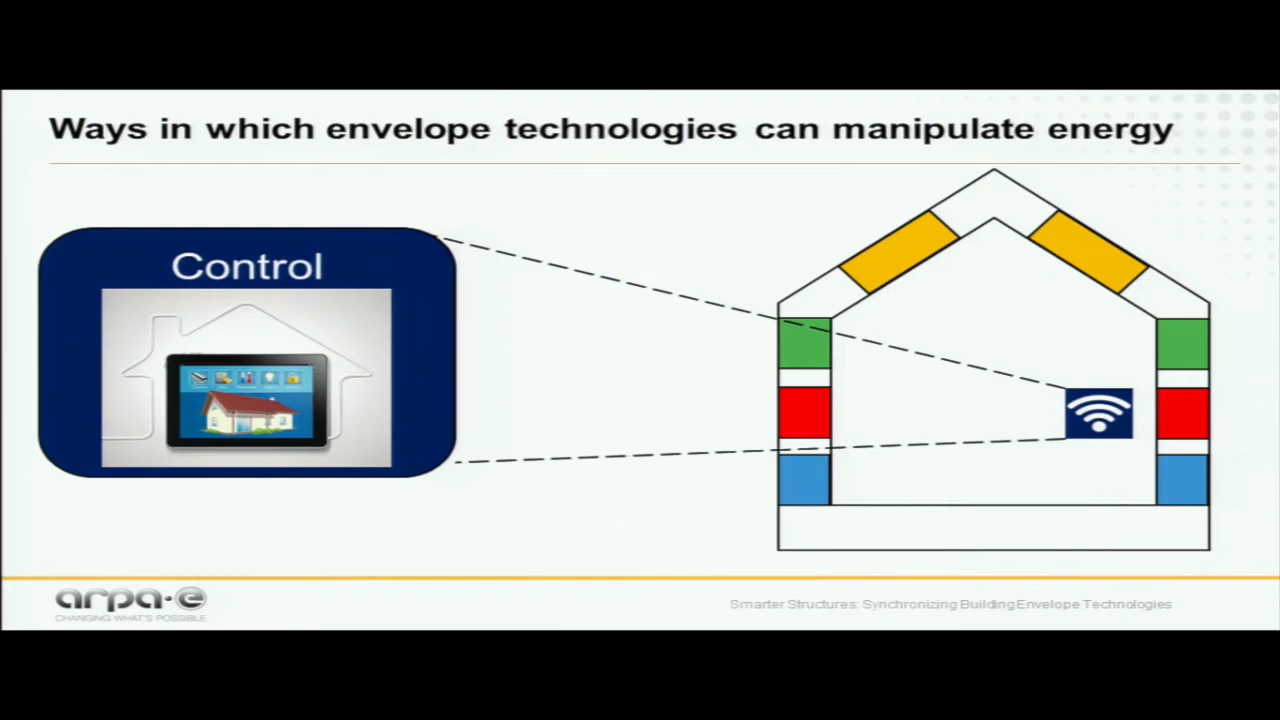 Ways in which envelope technologies can manipulate energy
Control
arpa·e
CHANGING WHAT'S POSSIBLE
Smarter Structures: Synchronizing Building Envelope Technologies